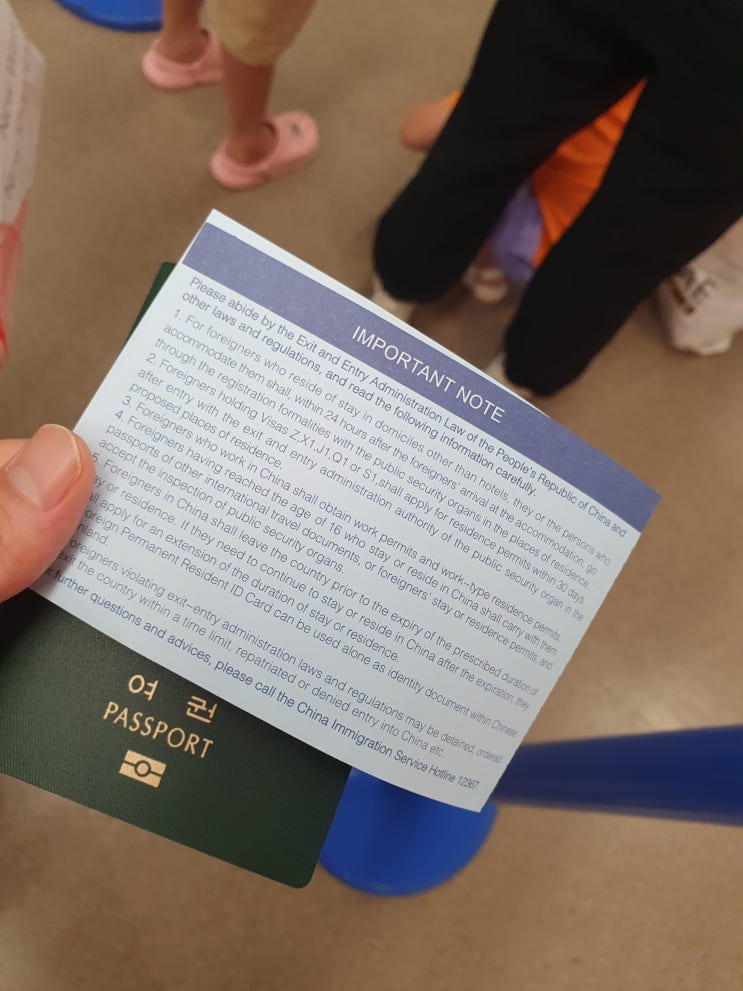 IMPORTANT NOTE
Please abide by the Exit and Entry Administration Law of the People's Republic of China and
other laws and regulations, and read the following information carefully.
1. For foreigners who reside of stay in domiciles other than hotels, they or the persons who
accommodate them shall, within 24 hours after the foreigners' arrival at the accommodation, go
through the registration formalities with the public security organs in the places of residence.
2. Foreigners holding Visas Z,X1,J1,Q1 or S1,shall apply for residence permits within 30 days
after entry with the exit and entry administration authority of the public security organ in the
proposed places of residence.
3. Foreigners who work in China shall obtain work permits and work-type residence permits.
4. Foreigners having reached the age of 16 who stay or reside in China shall carry with them
passports of other international travel documents, or foreigners' stay or residence permits, and
accept the inspection of public security organs.
5. Foreigners in China shall leave the country prior to the expiry of the prescribed duration of
ay or residence. If they need to continue to stay or reside in China after the expiration, they
all apply for an extension of the duration of stay or residence.
oreign Permanent Resident ID Card can be used alone as identity document within Chinese
nland.
oreigners violating exit-entry administration laws and regulations may be detained, ordered
exit the country within a time limit, repatriated or denied entry into China etc.
r further questions and advices, please call the China Immigration Service Hotline 12367.
여 권
PASSPORT